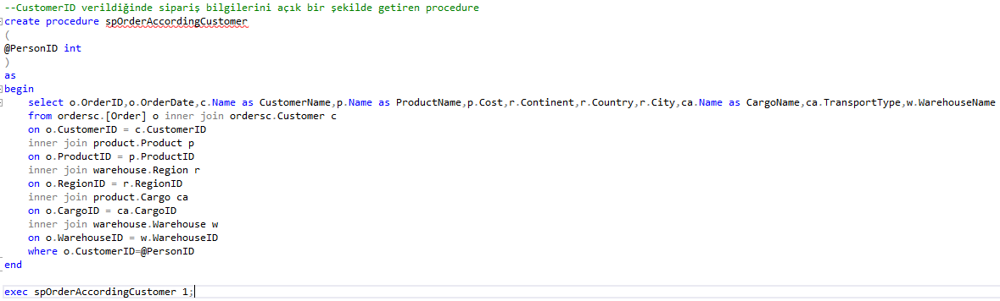 --CustomerID verildiğinde sipariş bilgilerini açık bir şekilde getiren procedure
create procedure spOrderAccordingCustomer
(
@PersonID int
)
as
begin
select o.OrderID,o.OrderDate,c.Name as CustomerName,p.Name as ProductName,p.Cost,r.Continent,r.Country,r.City,ca.Name as CargoName,ca.TransportType,w.WarehouseName
from ordersc.[Order] o inner join ordersc.Customer c
on o.CustomerID = c.CustomerID
inner join product.Product p
on o.ProductID = p.ProductID
inner join warehouse.Region r
on o.RegionID = r.RegionID
inner join product.Cargo ca
on o.CargoID = ca.CargoID
inner join warehouse.Warehouse w
on o.WarehouseID = w.WarehouseID
where o.CustomerID=@PersonID
end
exec spOrderAccordingCustomer 1;